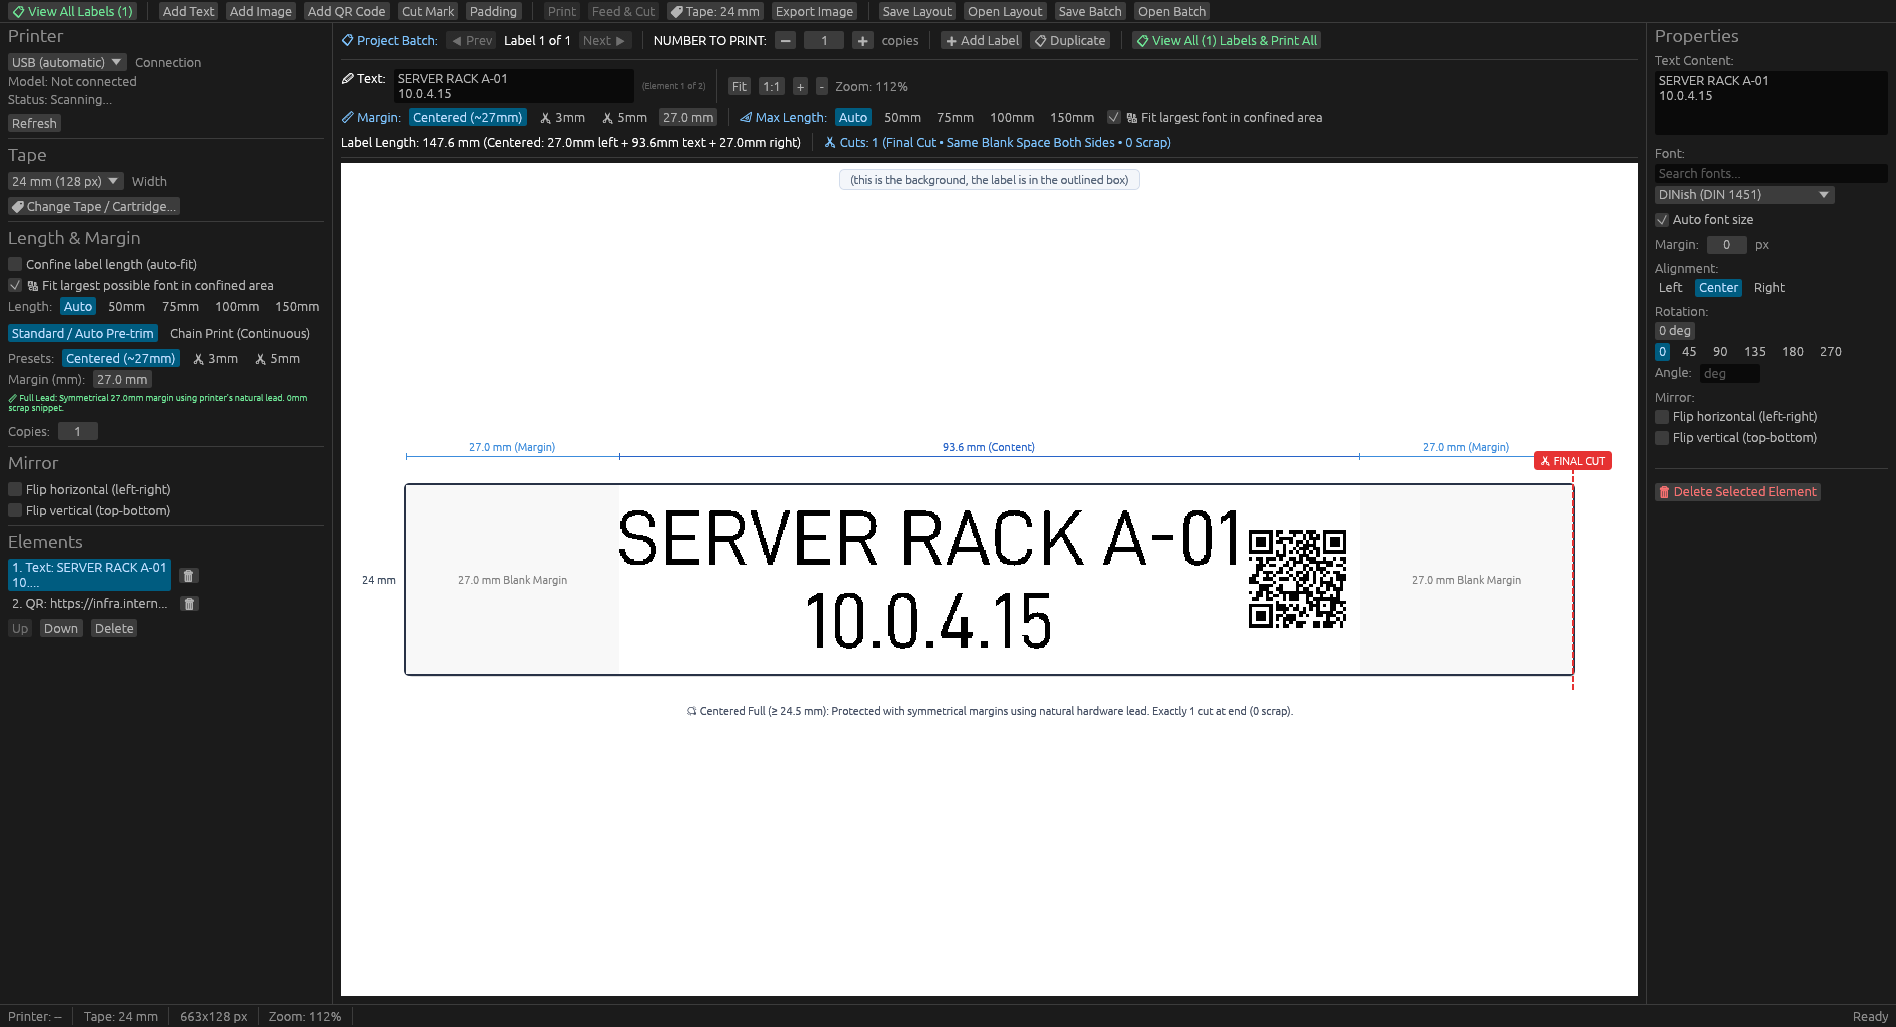 View All Labels (1) Add Text Add Image Add QR Code Cut Mark Padding Print Feed & Cut Tape: 24 mm Export Image Save Layout Open Layout Save Batch Open Batch
Printer
USB (automatic) Connection
Model: Not connected
Status: Scanning...
Refresh
Tape
24 mm (128 px) Width
Change Tape / Cartridge...
Length & Margin
Confine label length (auto-fit)
Fit largest possible font in confined area
Length: Auto 50mm 75mm 100mm 150mm
Standard / Auto Pre-trim Chain Print (Continuous)
Presets: Centered (~27mm) 3mm 5mm
Margin (mm): 27.0 mm
Full Lead: Symmetrical 27.0mm margin using printer's natural lead. 0mm
scrap snippet.
Copies: 1
Mirror
Flip horizontal (left-right)
Flip vertical (top-bottom)
Elements
1. Text: SERVER RACK A-01
10....
2. QR: https://infra.intern...
Up Down Delete
Project Batch: Prev Label 1 of 1 Next NUMBER TO PRINT: − 1 + copies + Add Label Duplicate View All (1) Labels & Print All
Text: SERVER RACK A-01
10.0.4.15
(Element 1 of 2) Fit 1:1 + - Zoom: 112%
Margin: Centered (~27mm) 3mm 5mm 27.0 mm Max Length: Auto 50mm 75mm 100mm 150mm Fit largest font in confined area
Label Length: 147.6 mm (Centered: 27.0mm left + 93.6mm text + 27.0mm right) Cuts: 1 (Final Cut • Same Blank Space Both Sides • 0 Scrap)
(this is the background, the label is in the outlined box)
27.0 mm (Margin) 93.6 mm (Content) 27.0 mm (Margin)
FINAL CUT
24 mm
27.0 mm Blank Margin
SERVER RACK A-01
10.0.4.15
27.0 mm Blank Margin
Centered Full (≥ 24.5 mm): Protected with symmetrical margins using natural hardware lead. Exactly 1 cut at end (0 scrap).
Properties
Text Content:
SERVER RACK A-01
10.0.4.15
Font:
Search fonts...
DINish (DIN 1451)
Auto font size
Margin: 0 px
Alignment:
Left Center Right
Rotation:
0 deg
0 45 90 135 180 270
Angle: deg
Mirror:
Flip horizontal (left-right)
Flip vertical (top-bottom)
Delete Selected Element
Printer: -- Tape: 24 mm 663x128 px Zoom: 112% Ready